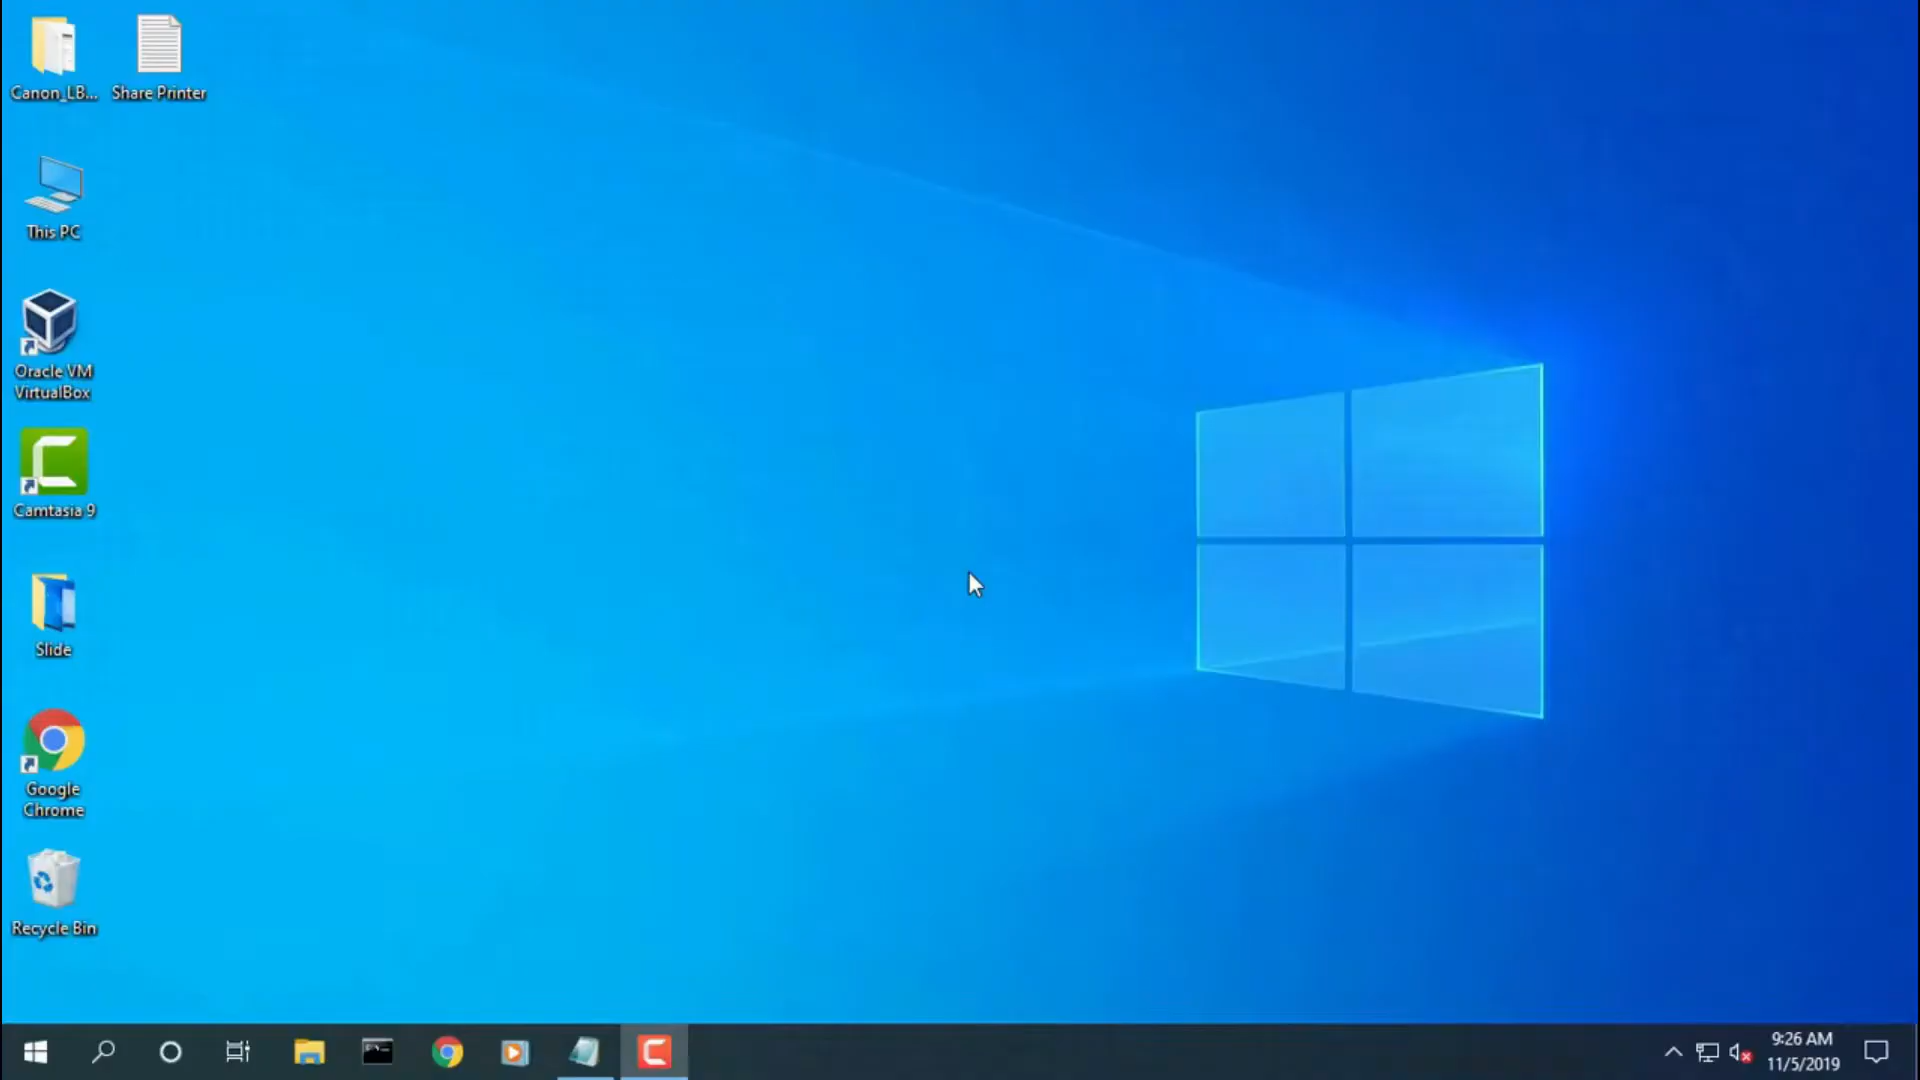 Canon_LB...
Share Printer
This PC
Oracle VM
VirtualBox
Camtasia 9
Slide
Google
Chrome
Recycle Bin
9:26 AM
11/5/2019